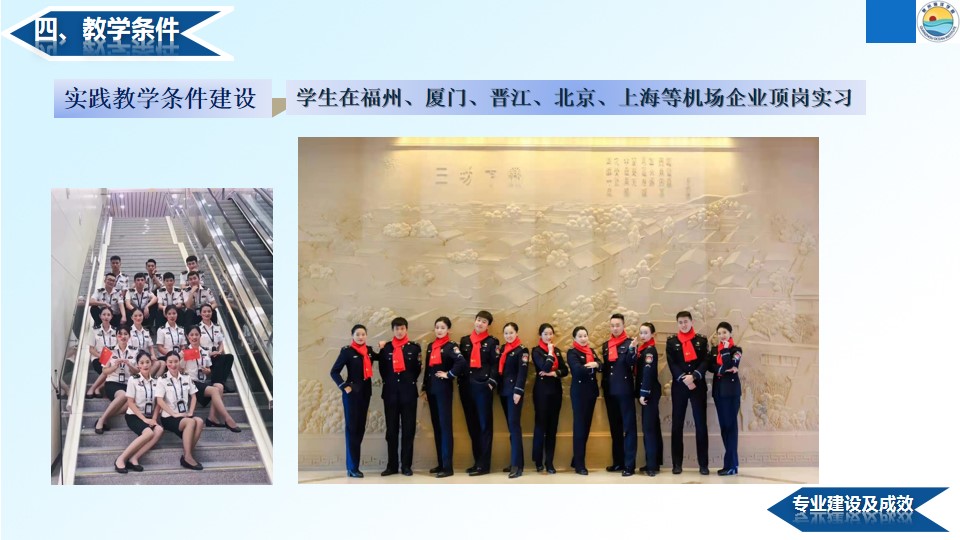 四、教学条件
实践教学条件建设
学生在福州、厦门、晋江、北京、上海等机场企业顶岗实习
专业建设及成效